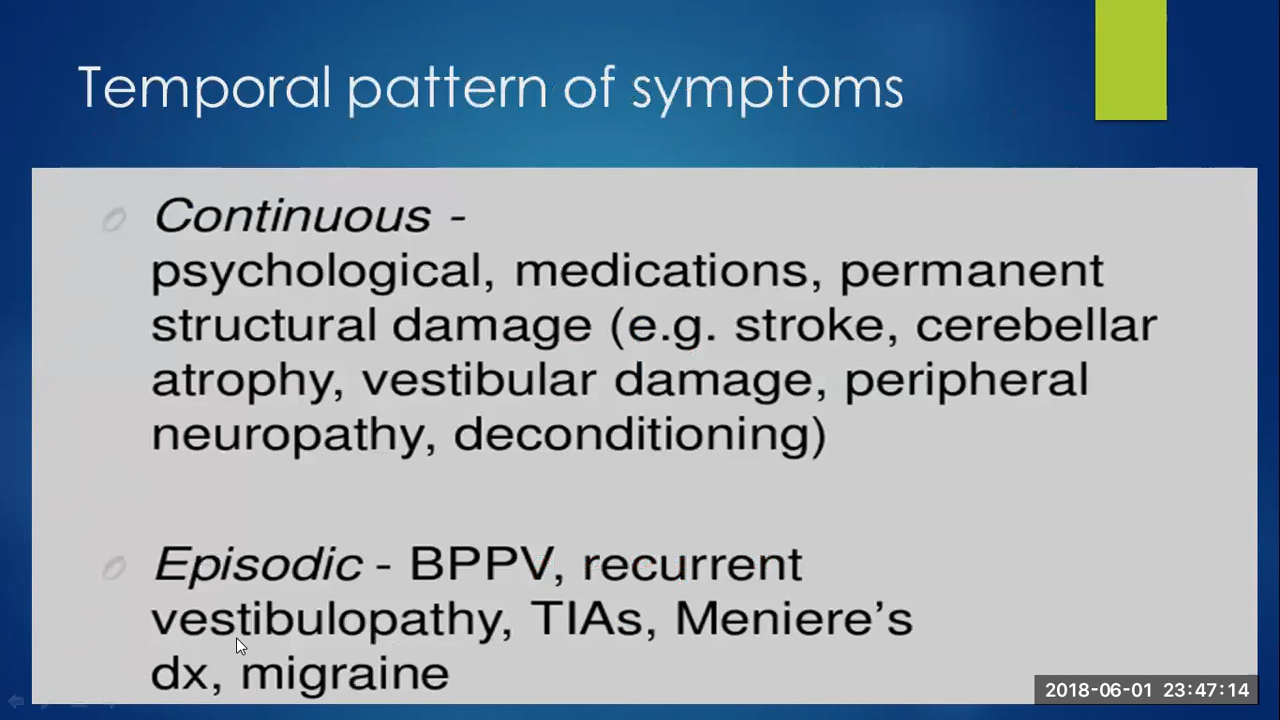 Temporal pattern of symptoms
Continuous -
psychological, medications, permanent
structural damage (e.g. stroke, cerebellar
atrophy, vestibular damage, peripheral
neuropathy, deconditioning)
Episodic - BPPV, recurrent
vestibulopathy, TIAs, Meniere’s
dx, migraine
2018-06-01 23:47:14